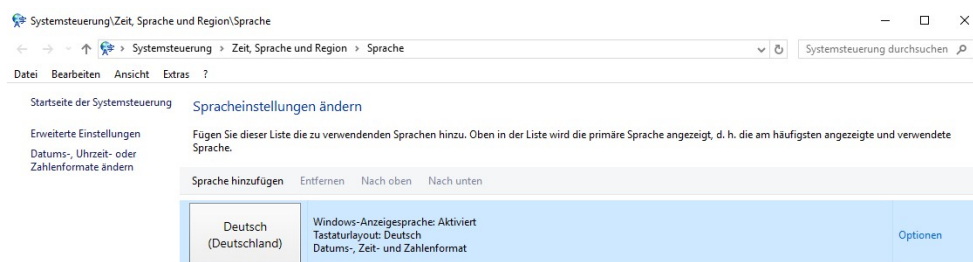 Systemsteuerung\Zeit, Sprache und Region\Sprache
Systemsteuerung > Zeit, Sprache und Region > Sprache
Systemsteuerung durchsuchen
Datei Bearbeiten Ansicht Extras ?
Startseite der Systemsteuerung
Erweiterte Einstellungen
Datums-, Uhrzeit- oder
Zahlenformate ändern
Spracheinstellungen ändern
Fügen Sie dieser Liste die zu verwendenden Sprachen hinzu. Oben in der Liste wird die primäre Sprache angezeigt, d. h. die am häufigsten angezeigte und verwendete
Sprache.
Sprache hinzufügen Entfernen Nach oben Nach unten
Deutsch
(Deutschland)
Windows-Anzeigesprache: Aktiviert
Tastaturlayout: Deutsch
Datums-, Zeit- und Zahlenformat
Optionen